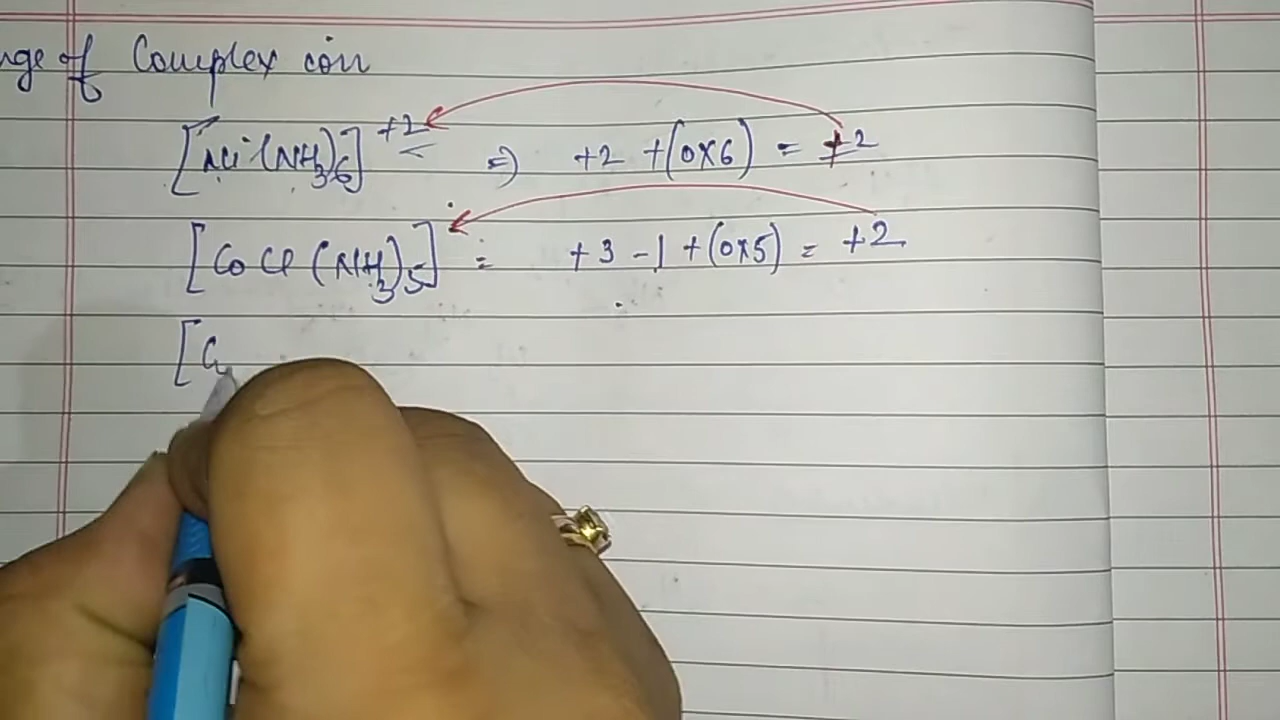 of Complex ion
[Ni(NH3)6]+2 ⇒ +2 +(0×6) = +2
[CoCl(NH3)5] = +3 -1 +(0×5) = +2
[C